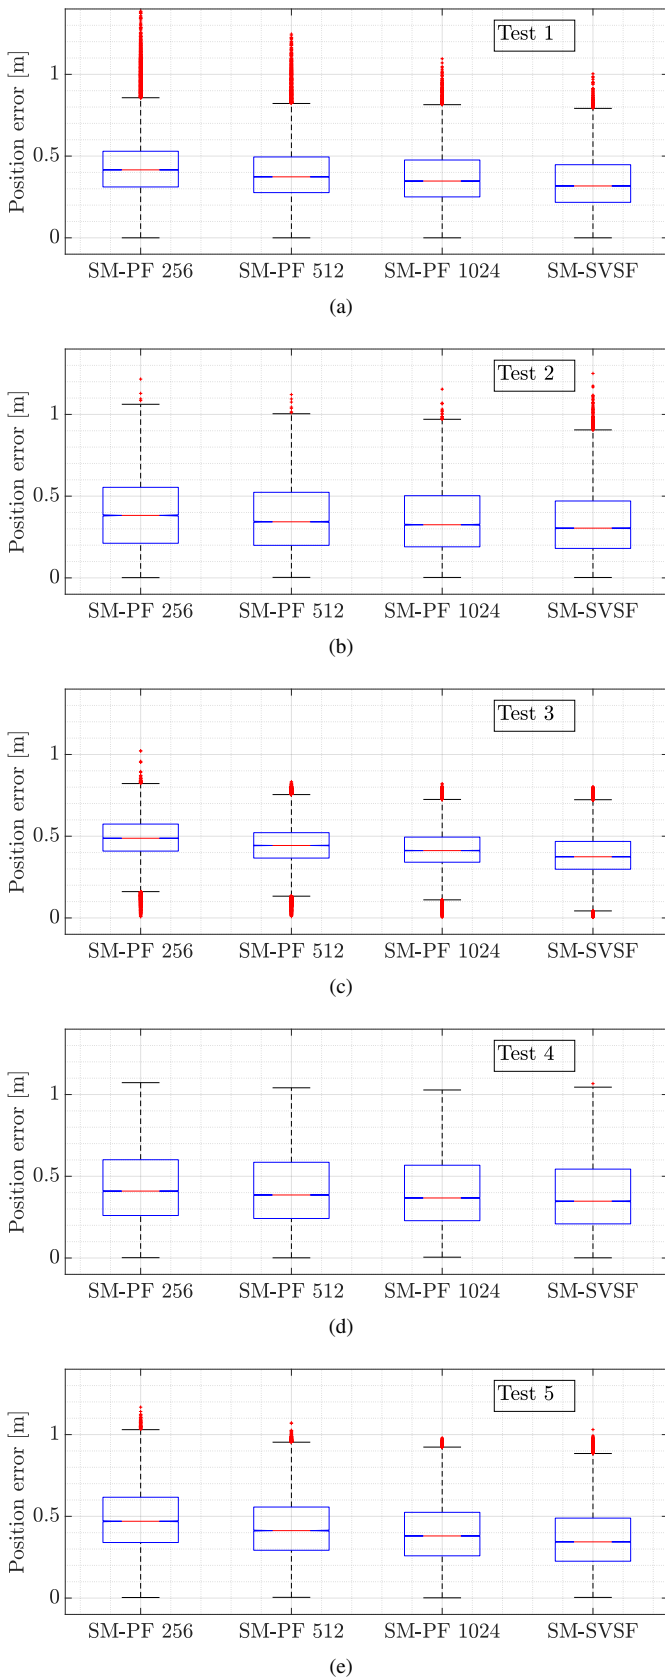 Position error [m]
Test 1
1
0.5
0
SM-PF 256 SM-PF 512 SM-PF 1024 SM-SVSF
(a)
Position error [m]
Test 2
1
0.5
0
SM-PF 256 SM-PF 512 SM-PF 1024 SM-SVSF
(b)
Position error [m]
Test 3
1
0.5
0
SM-PF 256 SM-PF 512 SM-PF 1024 SM-SVSF
(c)
Position error [m]
Test 4
1
0.5
0
SM-PF 256 SM-PF 512 SM-PF 1024 SM-SVSF
(d)
Position error [m]
Test 5
1
0.5
0
SM-PF 256 SM-PF 512 SM-PF 1024 SM-SVSF
(e)